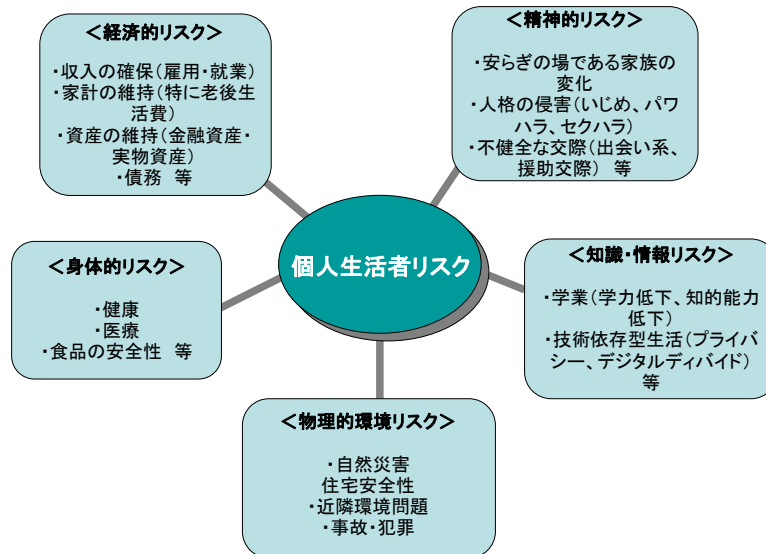 ＜経済的リスク＞
・収入の確保(雇用・就業)
・家計の維持(特に老後生
活費)
・資産の維持(金融資産・
実物資産)
・債務 等
＜精神的リスク＞
・安らぎの場である家族の
変化
・人格の侵害(いじめ、パワ
ハラ、セクハラ)
・不健全な交際(出会い系、
援助交際) 等
個人生活者リスク
＜身体的リスク＞
・健康
・医療
・食品の安全性 等
＜知識・情報リスク＞
・学業(学力低下、知的能力
低下)
・技術依存型生活(プライバ
シー、デジタルディバイド)
等
＜物理的環境リスク＞
・自然災害
住宅安全性
・近隣環境問題
・事故・犯罪